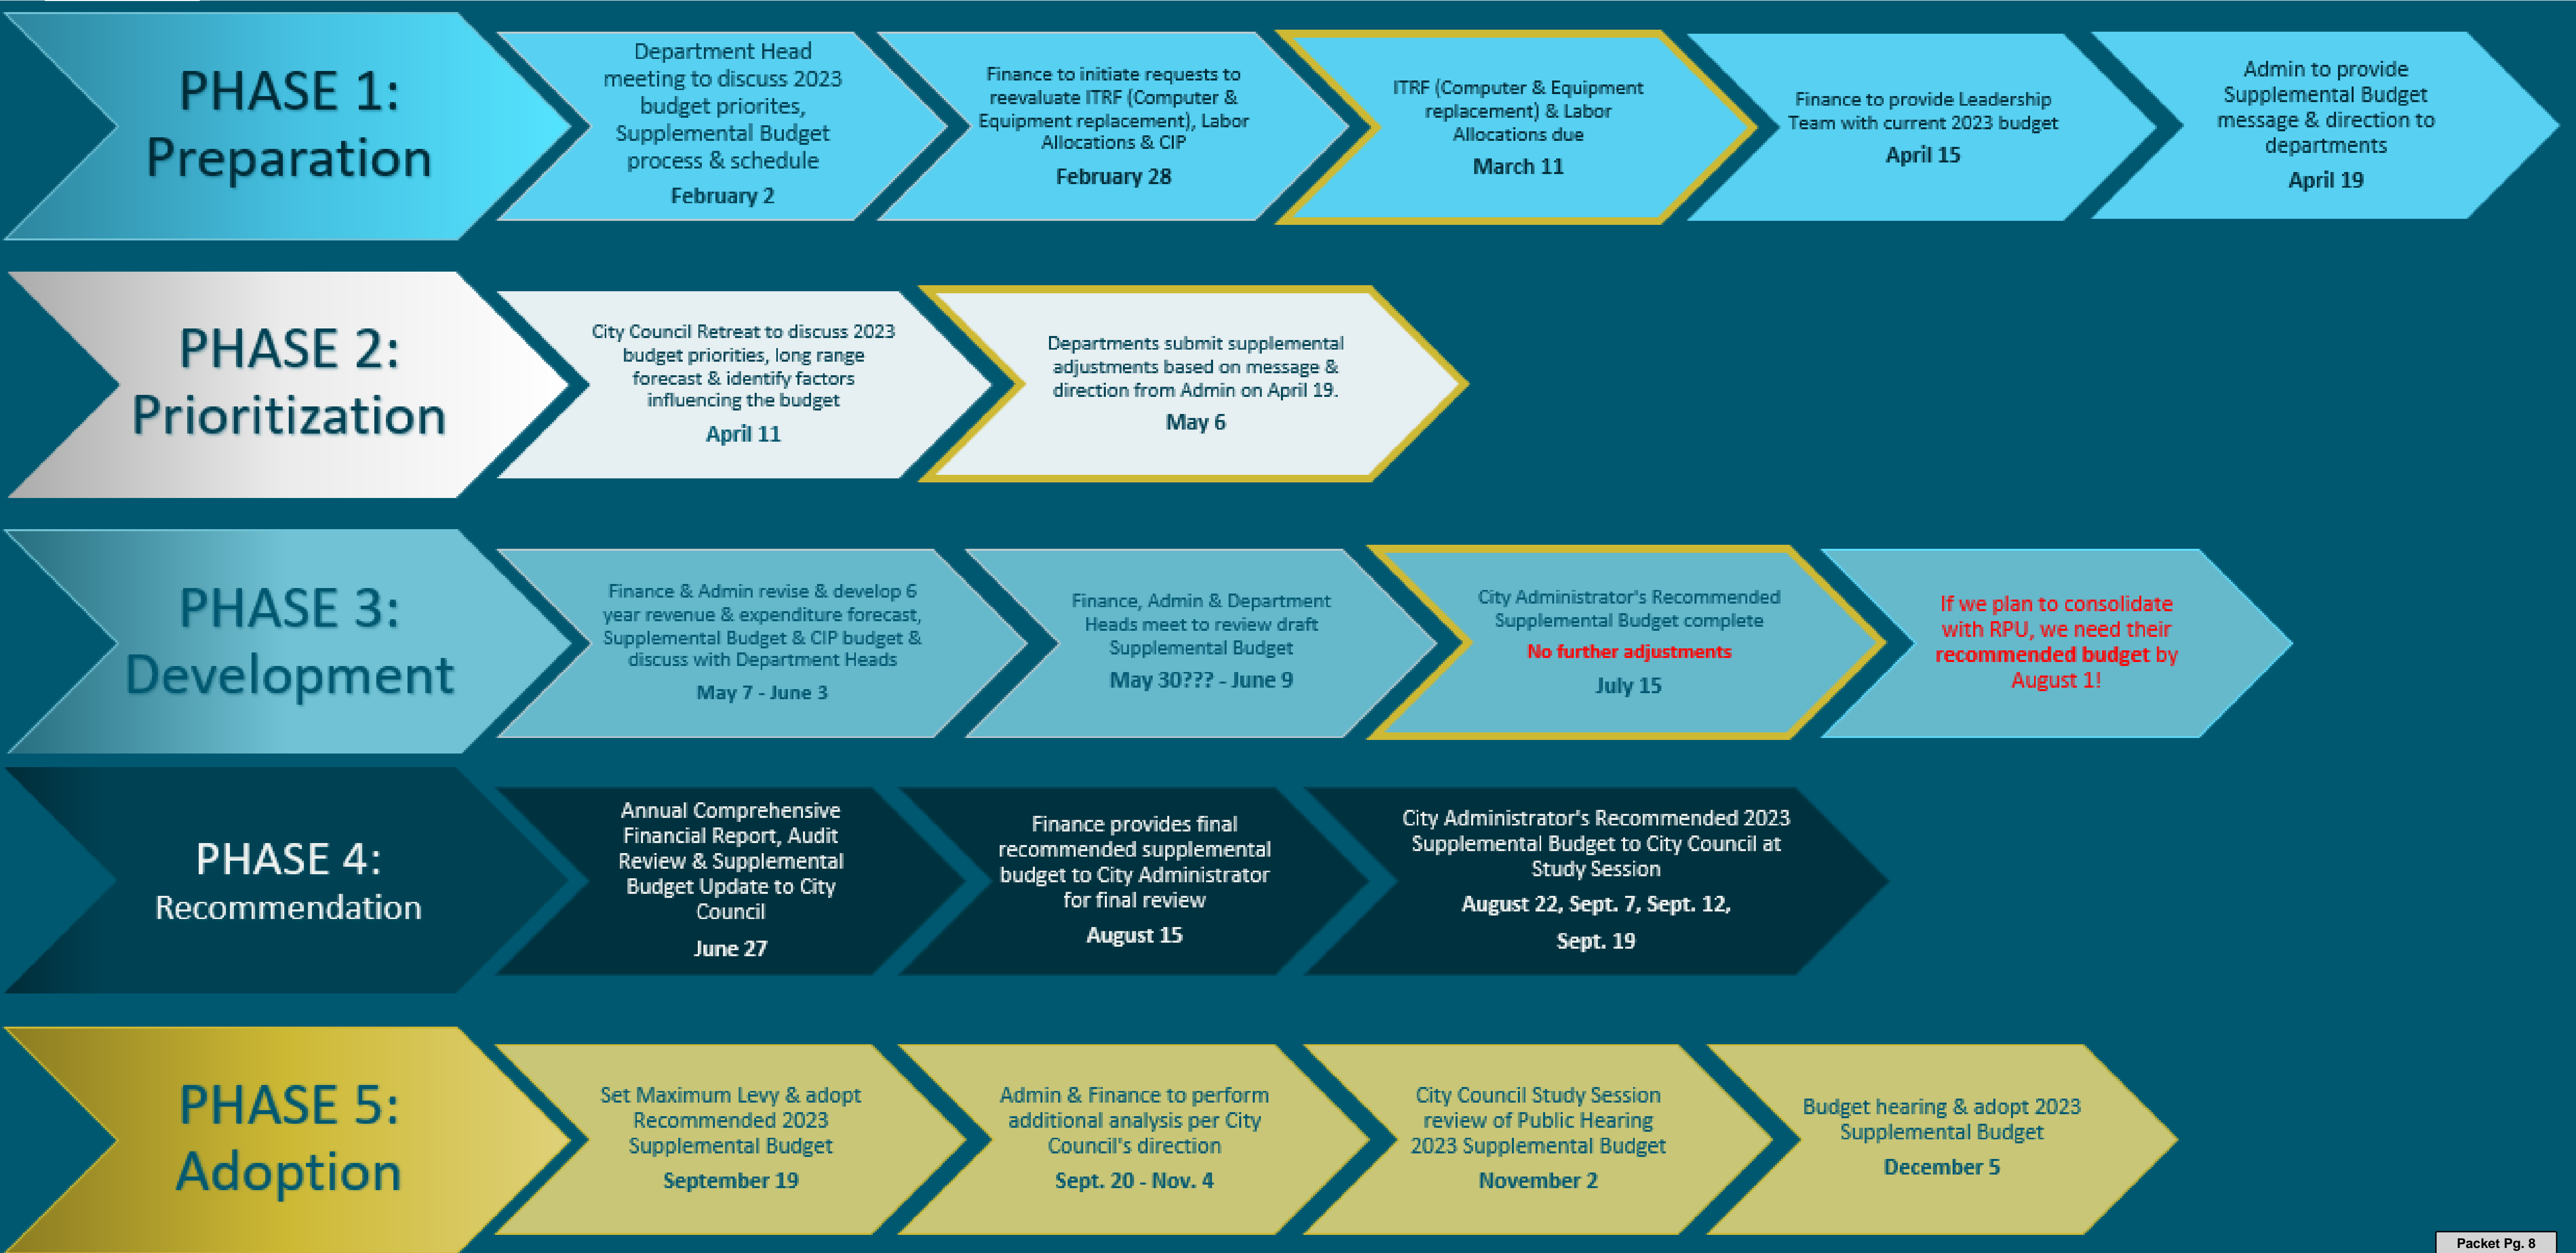 PHASE 1:
Preparation
Department Head
meeting to discuss 2023
budget priorites,
Supplemental Budget
process & schedule
February 2
Finance to initiate requests to
reevaluate ITRF (Computer &
Equipment replacement), Labor
Allocations & CIP
February 28
ITRF (Computer & Equipment
replacement) & Labor
Allocations due
March 11
Finance to provide Leadership
Team with current 2023 budget
April 15
Admin to provide
Supplemental Budget
message & direction to
departments
April 19
PHASE 2:
Prioritization
City Council Retreat to discuss 2023
budget priorities, long range
forecast & identify factors
influencing the budget
April 11
Departments submit supplemental
adjustments based on message &
direction from Admin on April 19.
May 6
PHASE 3:
Development
Finance & Admin revise & develop 6
year revenue & expenditure forecast,
Supplemental Budget & CIP budget &
discuss with Department Heads
May 7 - June 3
Finance, Admin & Department
Heads meet to review draft
Supplemental Budget
May 30??? - June 9
City Administrator's Recommended
Supplemental Budget complete
No further adjustments
July 15
If we plan to consolidate
with RPU, we need their
recommended budget by
August 1!
PHASE 4:
Recommendation
Annual Comprehensive
Financial Report, Audit
Review & Supplemental
Budget Update to City
Council
June 27
Finance provides final
recommended supplemental
budget to City Administrator
for final review
August 15
City Administrator's Recommended 2023
Supplemental Budget to City Council at
Study Session
August 22, Sept. 7, Sept. 12,
Sept. 19
PHASE 5:
Adoption
Set Maximum Levy & adopt
Recommended 2023
Supplemental Budget
September 19
Admin & Finance to perform
additional analysis per City
Council's direction
Sept. 20 - Nov. 4
City Council Study Session
review of Public Hearing
2023 Supplemental Budget
November 2
Budget hearing & adopt 2023
Supplemental Budget
December 5
Packet Pg. 8